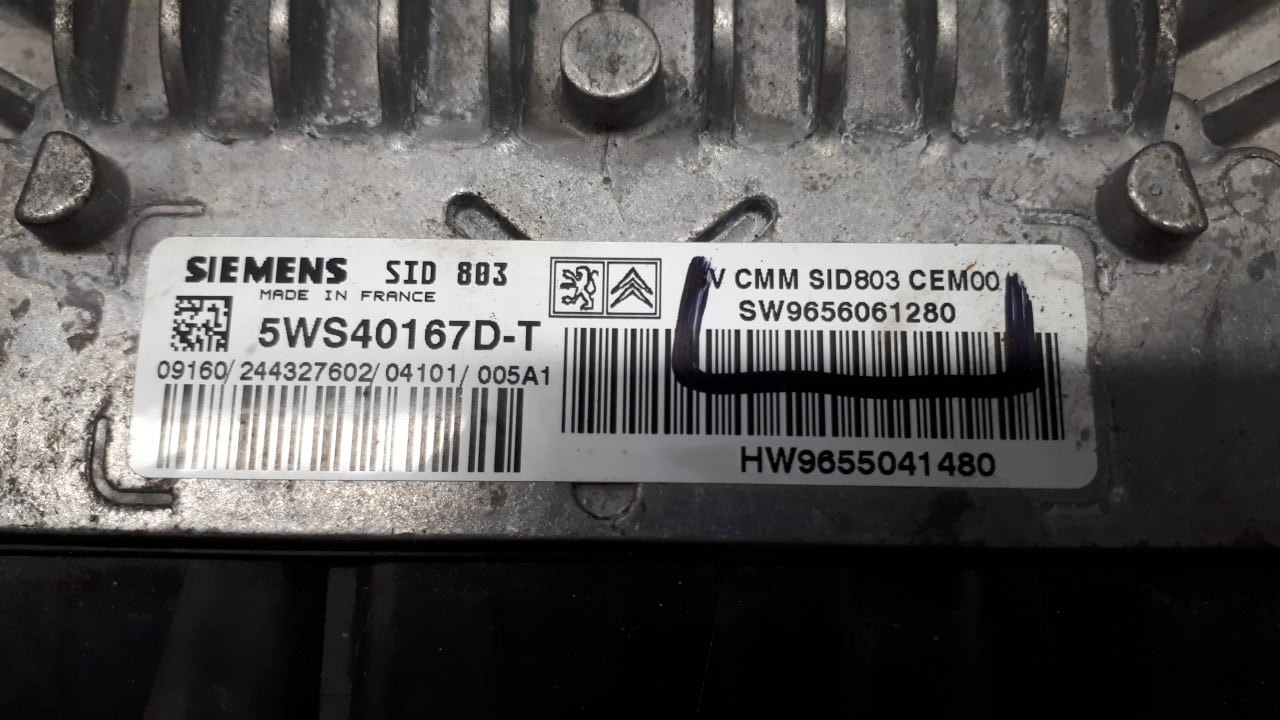 SIEMENS SID 803
MADE IN FRANCE
5WS40167D-T
09160/244327602/04101/005A1
V CMM SID803 CEM00
SW9656061280
HW9655041480